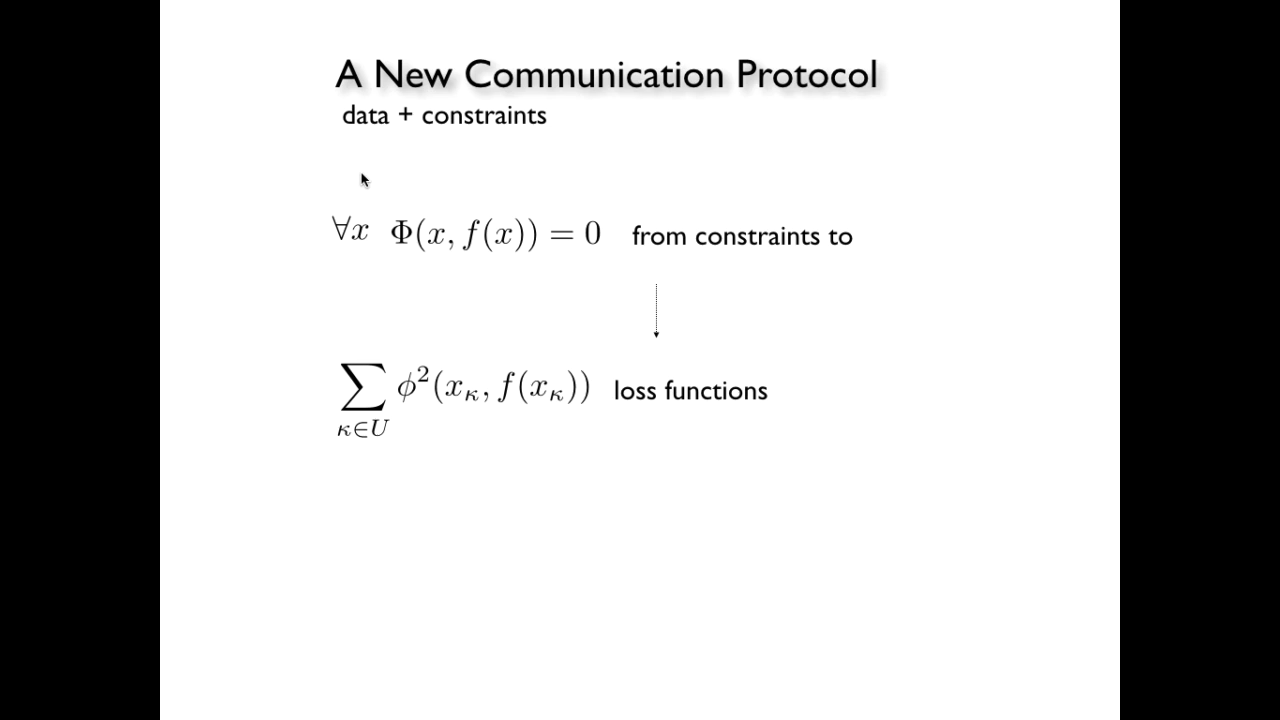 A New Communication Protocol
data + constraints
∀x Φ(x, f(x)) = 0 from constraints to
∑ ϕ²(x_κ, f(x_κ)) loss functions
κ∈U